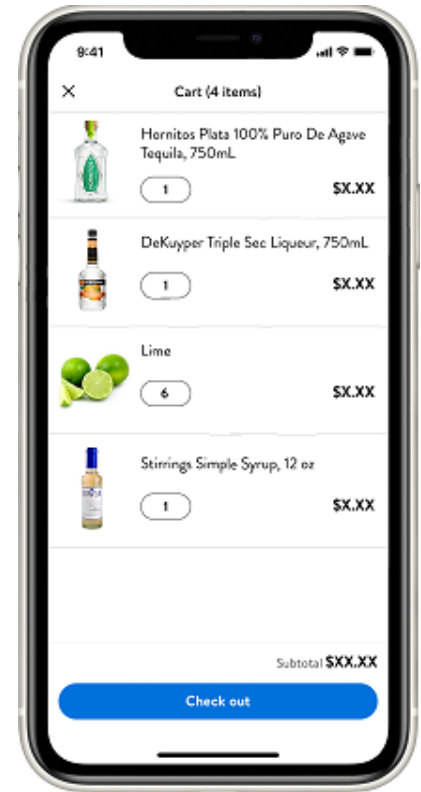 9:41
Cart (4 items)
Hornitos Plata 100% Puro De Agave
Tequila, 750mL
1
$X.XX
DeKuyper Triple Sec Liqueur, 750mL
1
$X.XX
Lime
6
$X.XX
Stirrings Simple Syrup, 12 oz
1
$X.XX
Subtotal $XX.XX
Check out